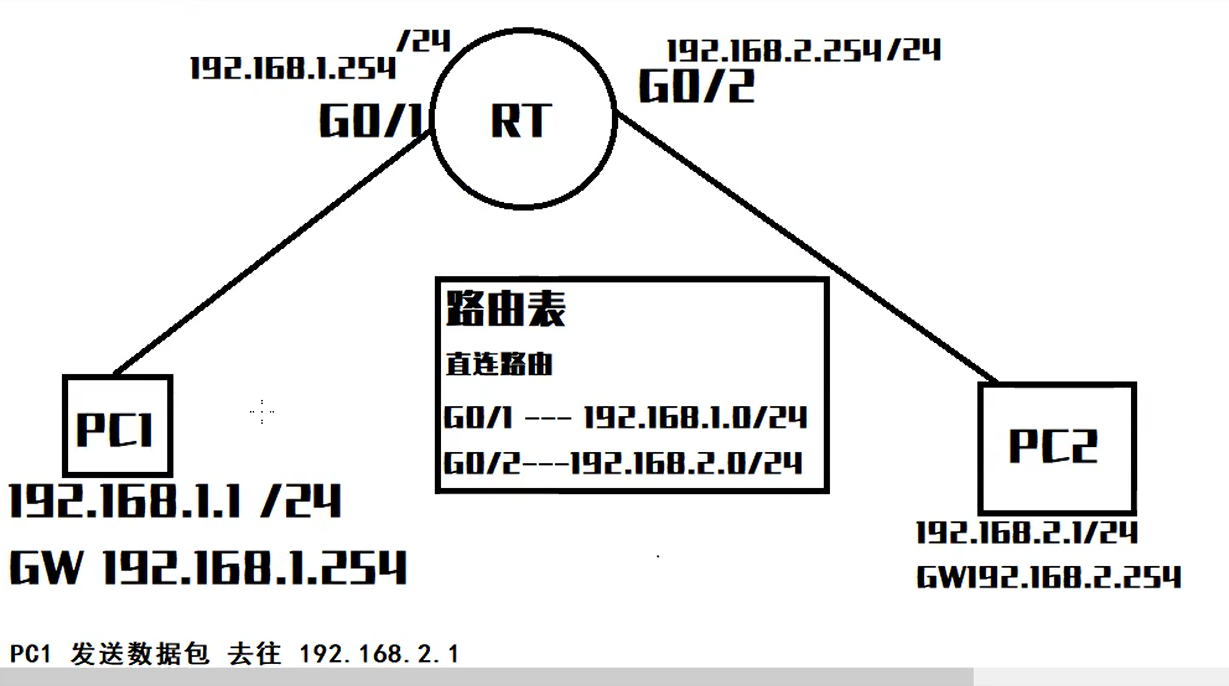 /24
192.168.1.254
G0/1
RT
192.168.2.254/24
G0/2
路由表
直连路由
G0/1 --- 192.168.1.0/24
G0/2---192.168.2.0/24
PC1
192.168.1.1 /24
GW 192.168.1.254
PC2
192.168.2.1/24
GW192.168.2.254
PC1 发送数据包 去往 192.168.2.1